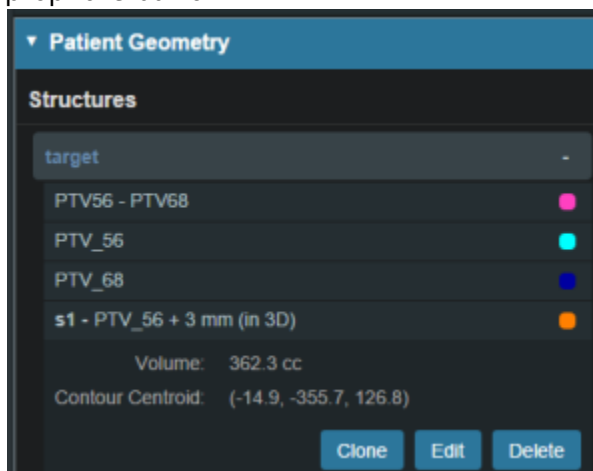 Patient Geometry
Structures
target -
PTV56 - PTV68
PTV_56
PTV_68
s1 - PTV_56 + 3 mm (in 3D)
Volume: 362.3 cc
Contour Centroid: (-14.9, -355.7, 126.8)
Clone Edit Delete